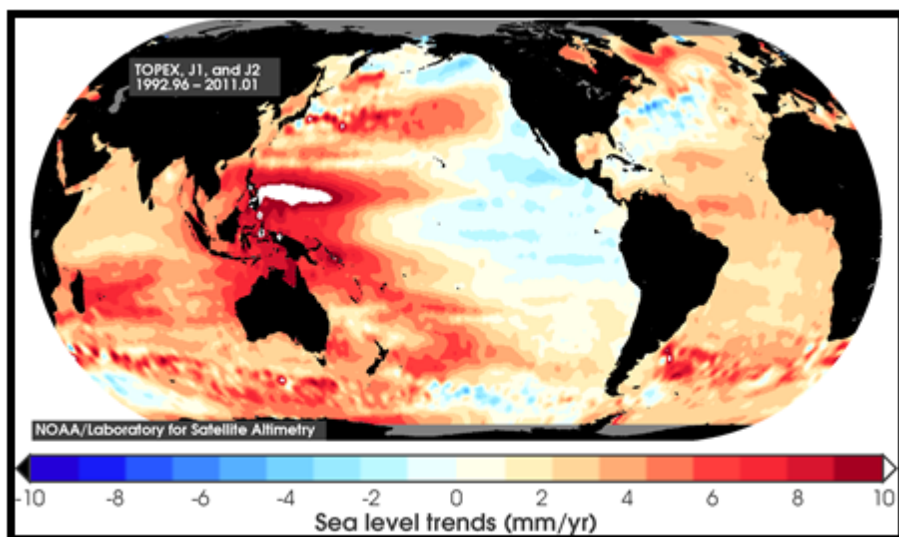 TOPEX, J1, and J2
1992.96 – 2011.01
NOAA/Laboratory for Satellite Altimetry
-10 -8 -6 -4 -2 0 2 4 6 8 10
Sea level trends (mm/yr)